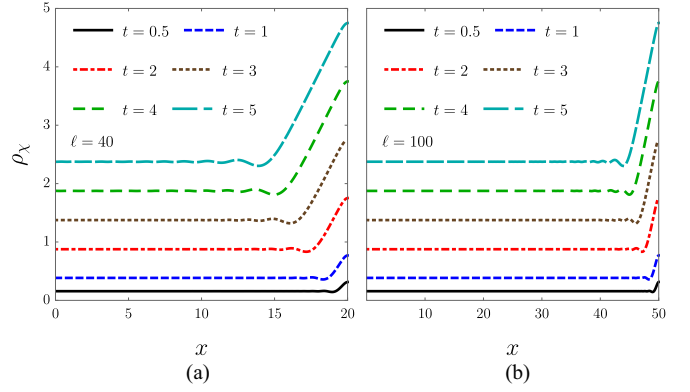 5
4
3
2
1
0
ρχ
t = 0.5 t = 1
t = 2 t = 3
t = 4 t = 5
ℓ = 40
0 5 10 15 20
x
(a)
t = 0.5 t = 1
t = 2 t = 3
t = 4 t = 5
ℓ = 100
10 20 30 40 50
x
(b)